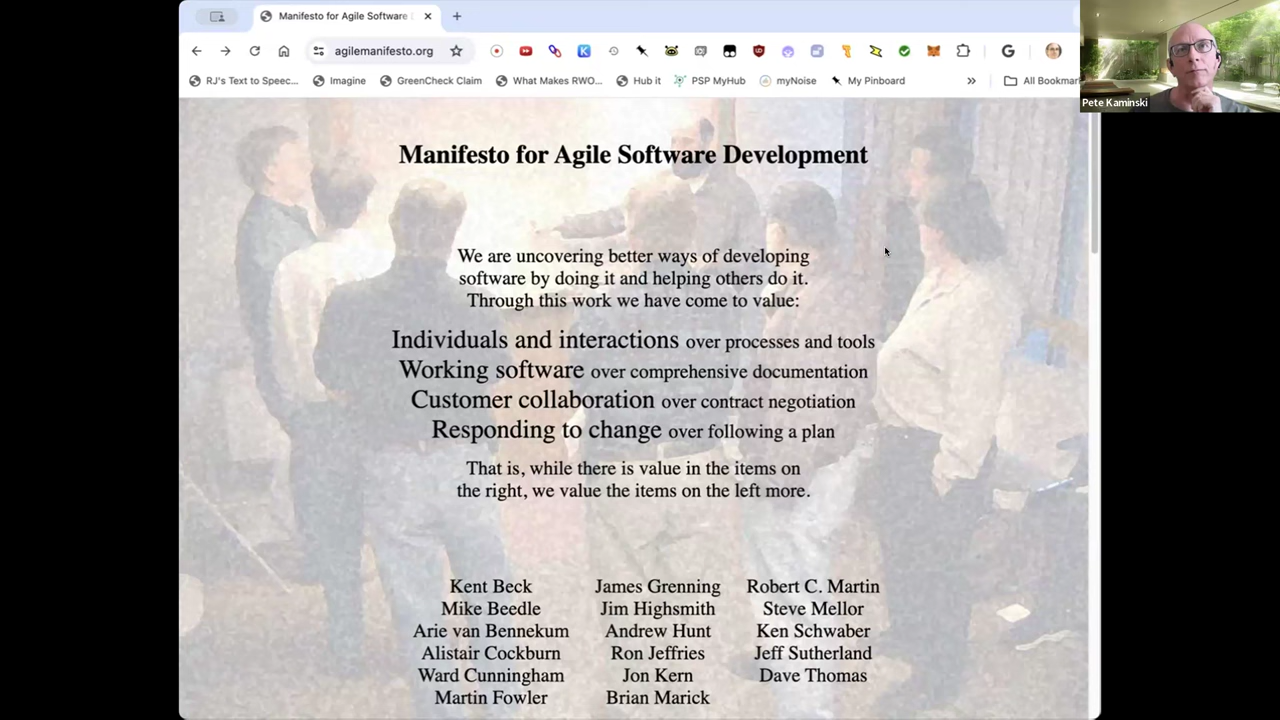 Manifesto for Agile Software
agilemanifesto.org
RJ's Text to Speec...
Imagine
GreenCheck Claim
What Makes RWO...
Hub it
PSP MyHub
myNoise
My Pinboard
All Bookmar
Pete Kaminski
Manifesto for Agile Software Development
We are uncovering better ways of developing
software by doing it and helping others do it.
Through this work we have come to value:
Individuals and interactions over processes and tools
Working software over comprehensive documentation
Customer collaboration over contract negotiation
Responding to change over following a plan
That is, while there is value in the items on
the right, we value the items on the left more.
Kent Beck
Mike Beedle
Arie van Bennekum
Alistair Cockburn
Ward Cunningham
Martin Fowler
James Grenning
Jim Highsmith
Andrew Hunt
Ron Jeffries
Jon Kern
Brian Marick
Robert C. Martin
Steve Mellor
Ken Schwaber
Jeff Sutherland
Dave Thomas